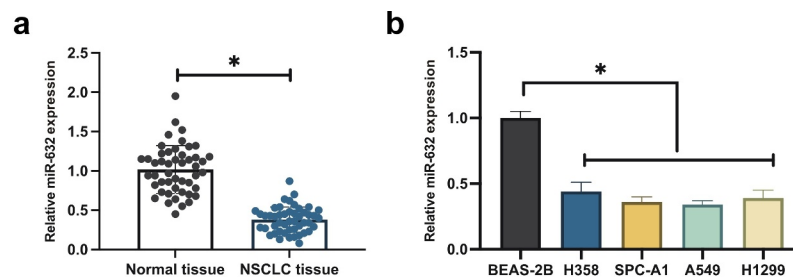 a
Relative miR-632 expression
2.5
2.0
1.5
1.0
0.5
0.0
*
Normal tissue
NSCLC tissue
b
Relative miR-632 expression
1.5
1.0
0.5
0.0
*
BEAS-2B
H358
SPC-A1
A549
H1299